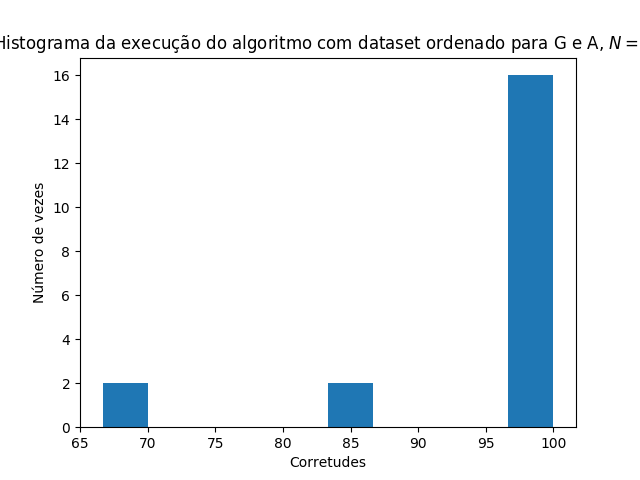 Histograma da execução do algoritmo com dataset ordenado para G e A, N =
16
14
12
10
8
6
4
2
0
Número de vezes
65 70 75 80 85 90 95 100
Corretudes